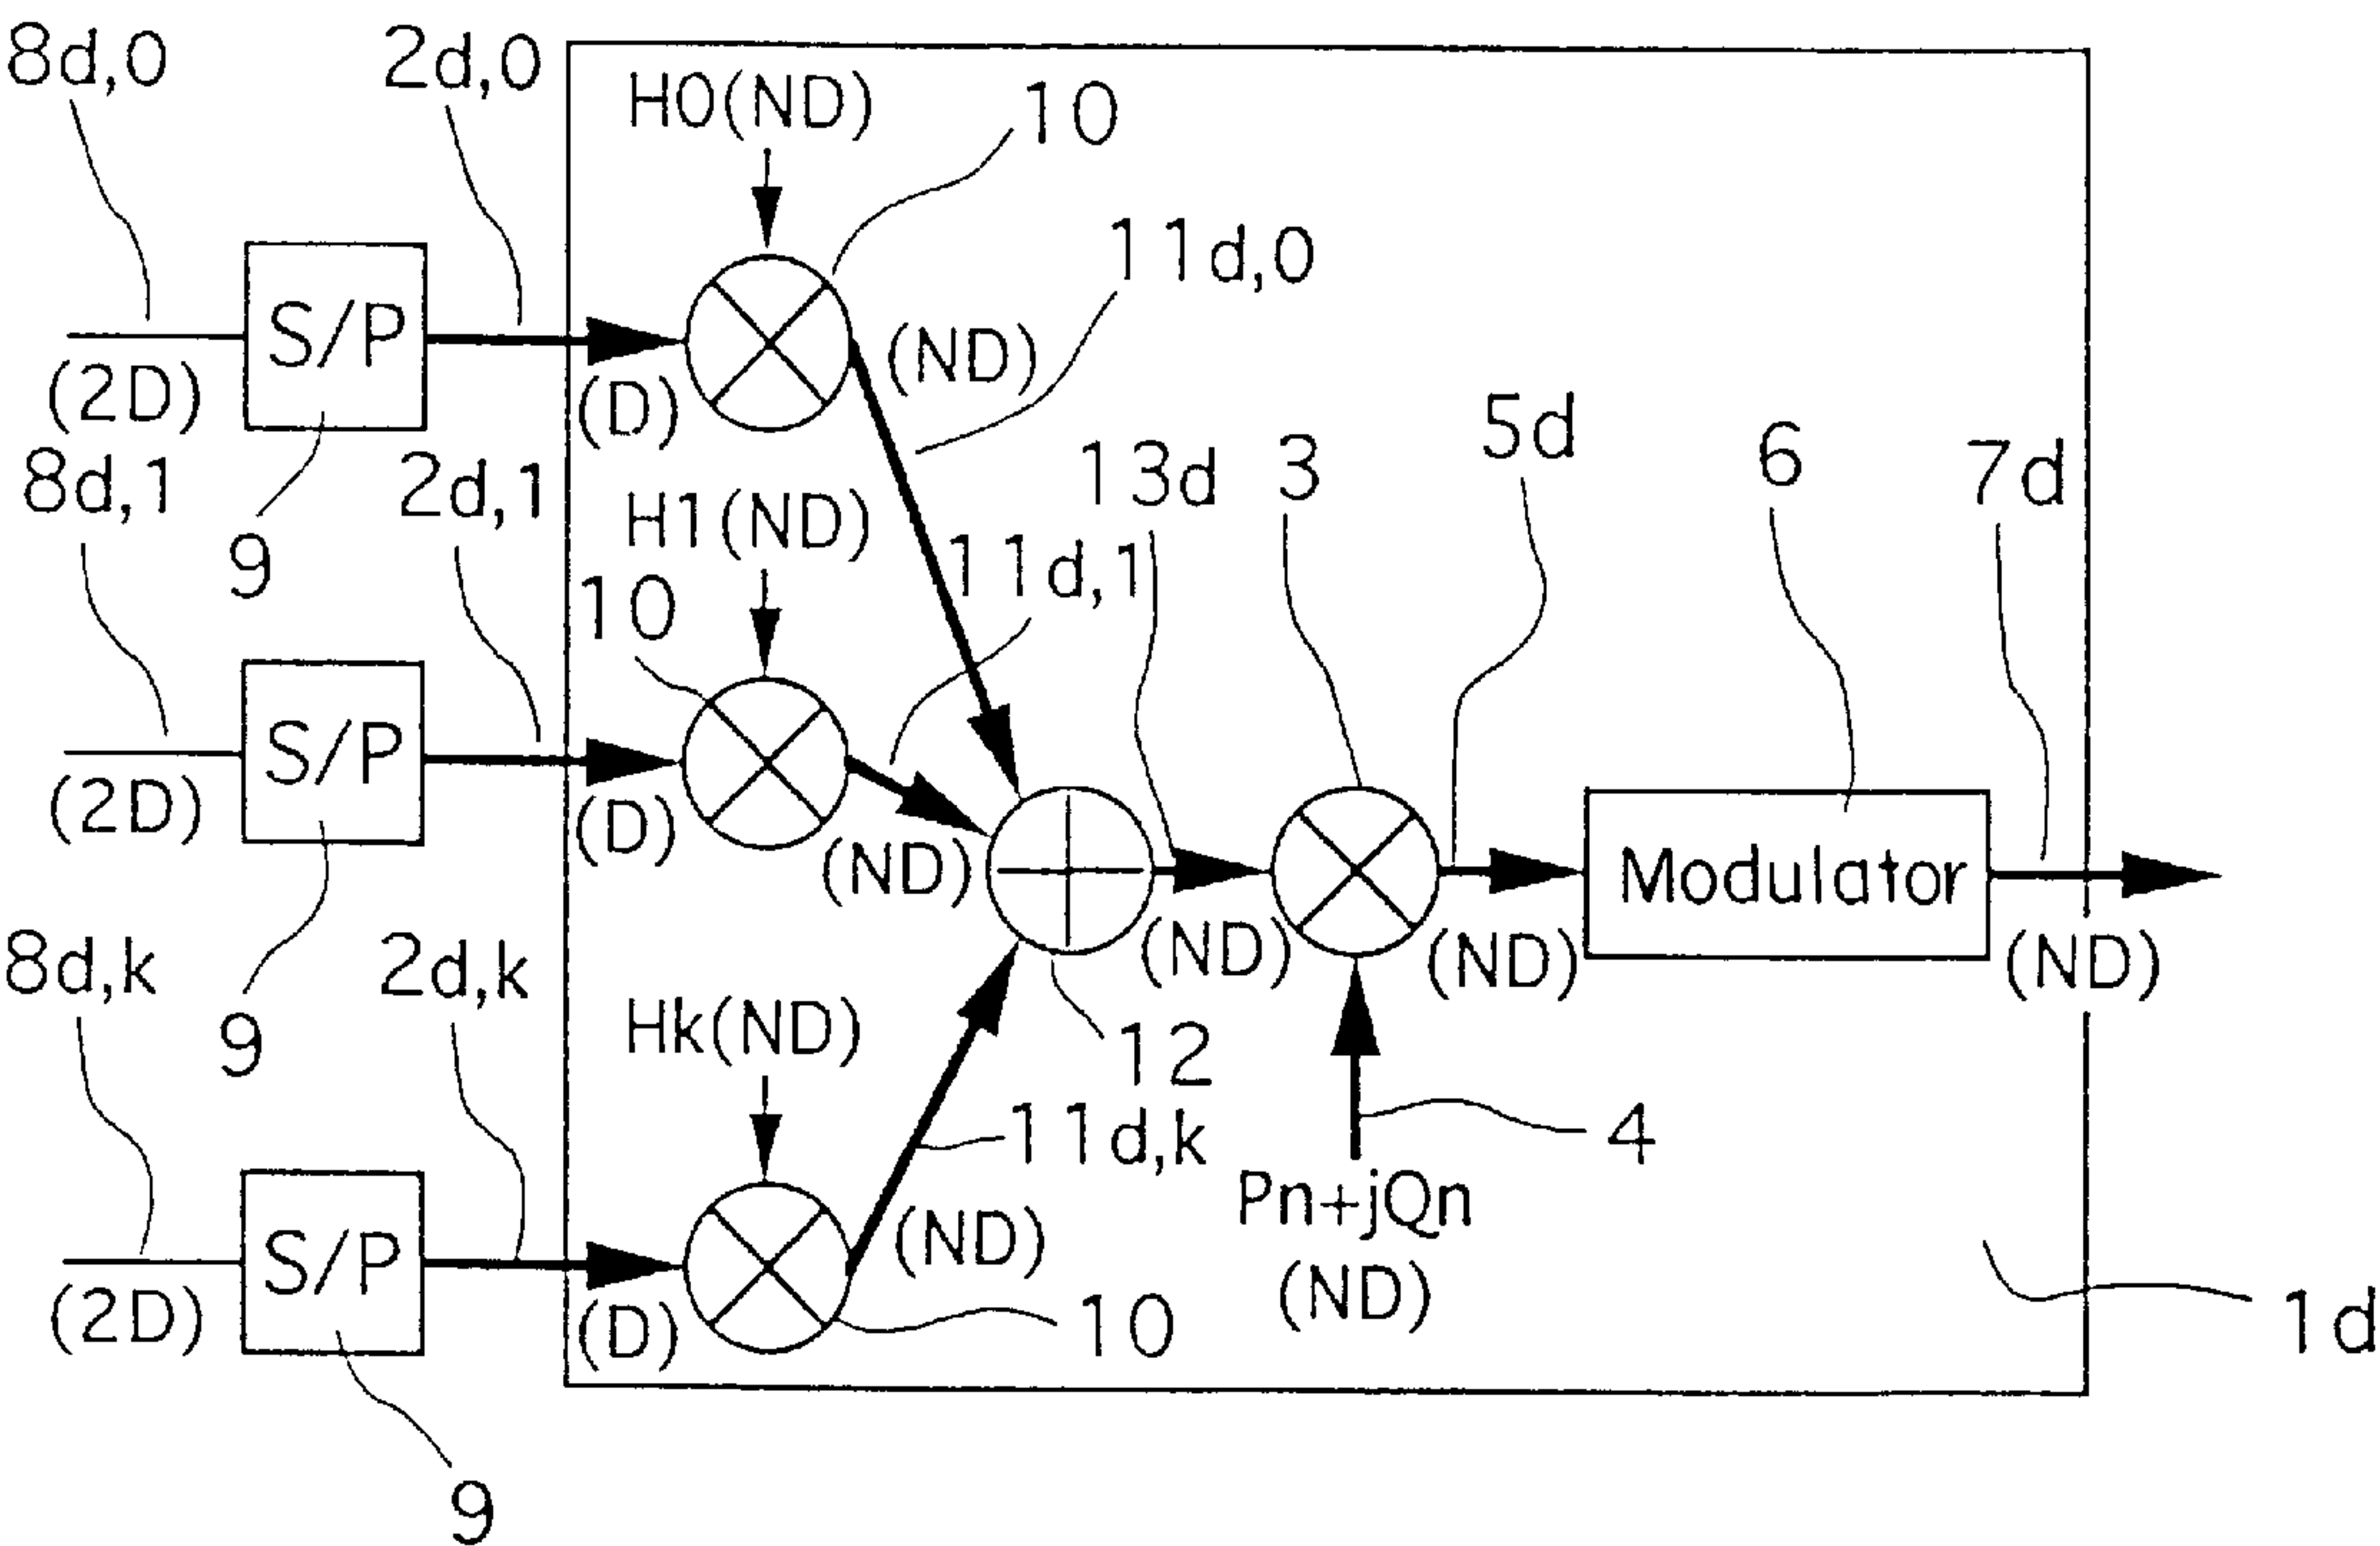 8d,0
2d,0
H0(ND)
10
11d,0
S/P
(2D)
(D)
(ND)
9
8d,1
2d,1
H1(ND)
10
11d,1
13d
3
5d
6
7d
S/P
(2D)
(D)
(ND)
(ND)
(ND)
Modulator
(ND)
9
8d,k
2d,k
Hk(ND)
12
11d,k
4
Pn+jQn
(ND)
S/P
(2D)
(D)
(ND)
10
1d
9